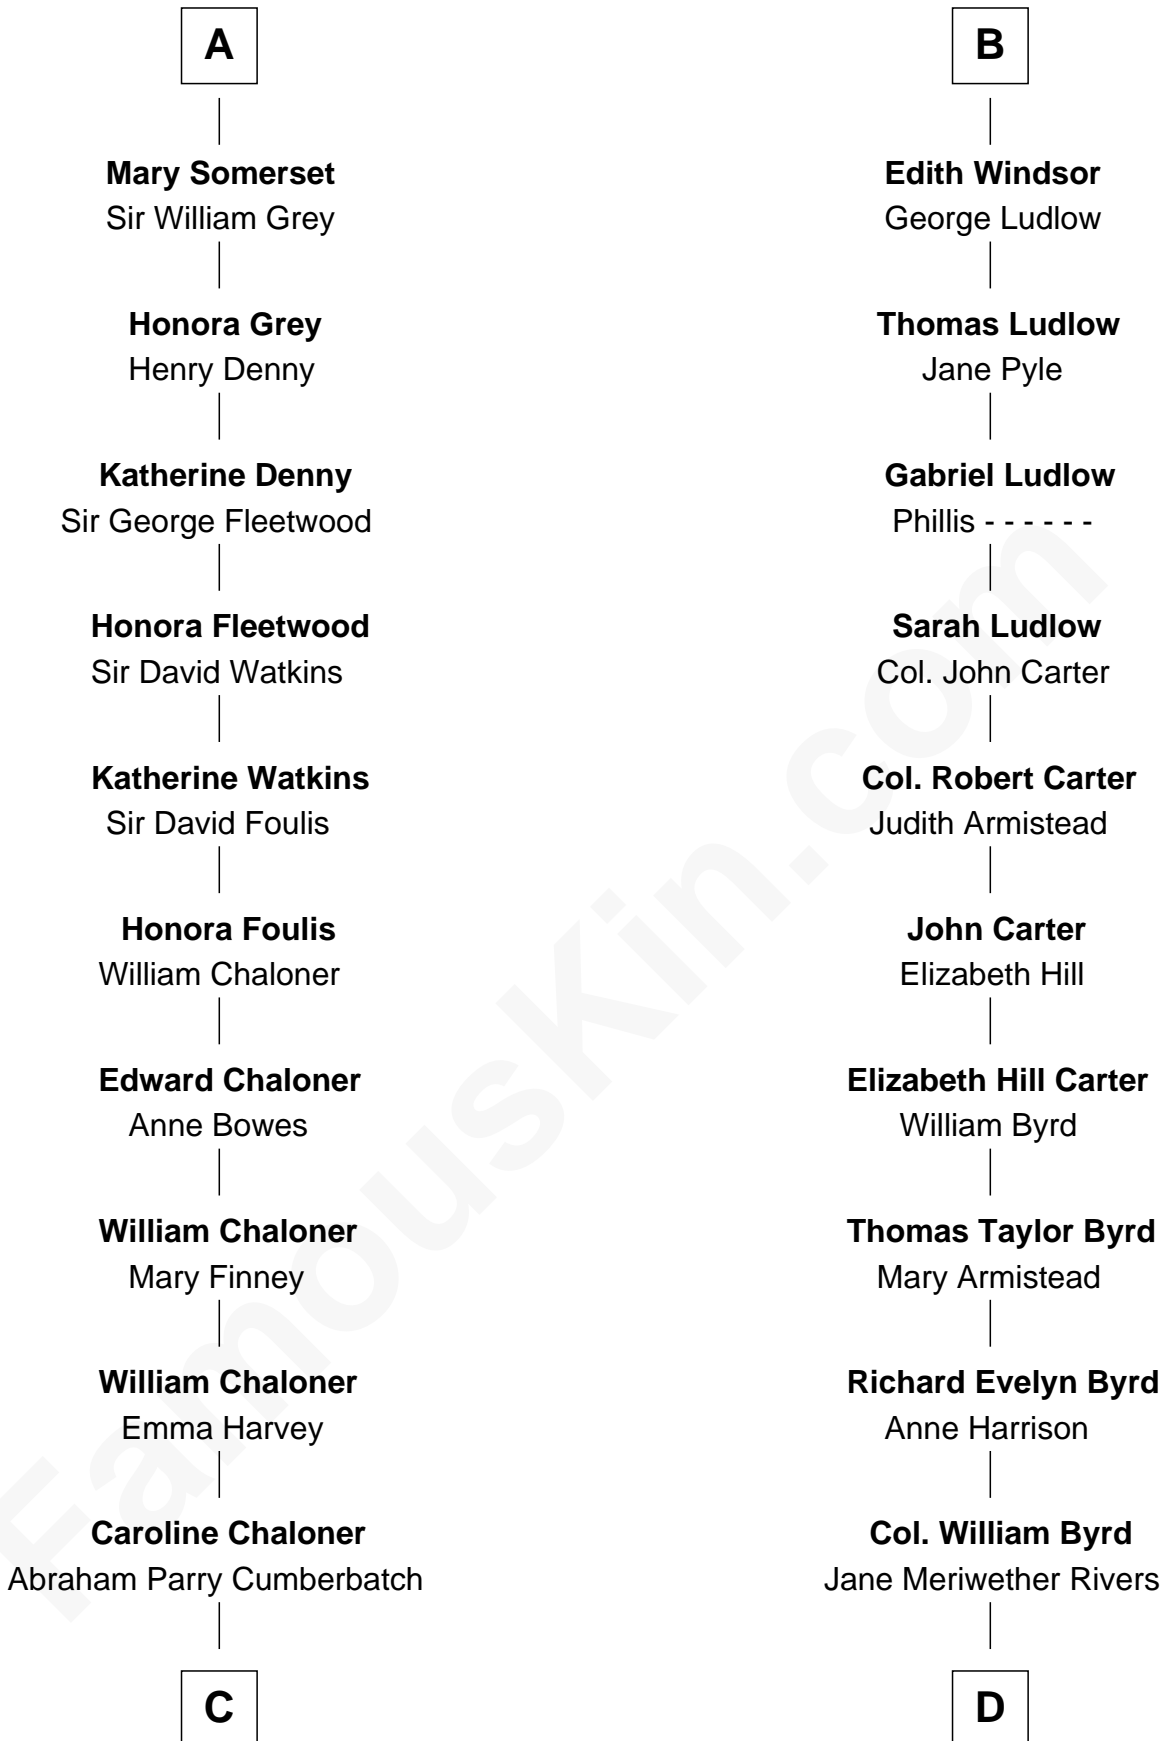 A
Mary Somerset
Sir William Grey
Honora Grey
Henry Denny
Katherine Denny
Sir George Fleetwood
Honora Fleetwood
Sir David Watkins
Katherine Watkins
Sir David Foulis
Honora Foulis
William Chaloner
Edward Chaloner
Anne Bowes
William Chaloner
Mary Finney
William Chaloner
Emma Harvey
Caroline Chaloner
Abraham Parry Cumberbatch
C
B
Edith Windsor
George Ludlow
Thomas Ludlow
Jane Pyle
Gabriel Ludlow
Phillis - - - - - -
Sarah Ludlow
Col. John Carter
Col. Robert Carter
Judith Armistead
John Carter
Elizabeth Hill
Elizabeth Hill Carter
William Byrd
Thomas Taylor Byrd
Mary Armistead
Richard Evelyn Byrd
Anne Harrison
Col. William Byrd
Jane Meriwether Rivers
D
FamousKin.com